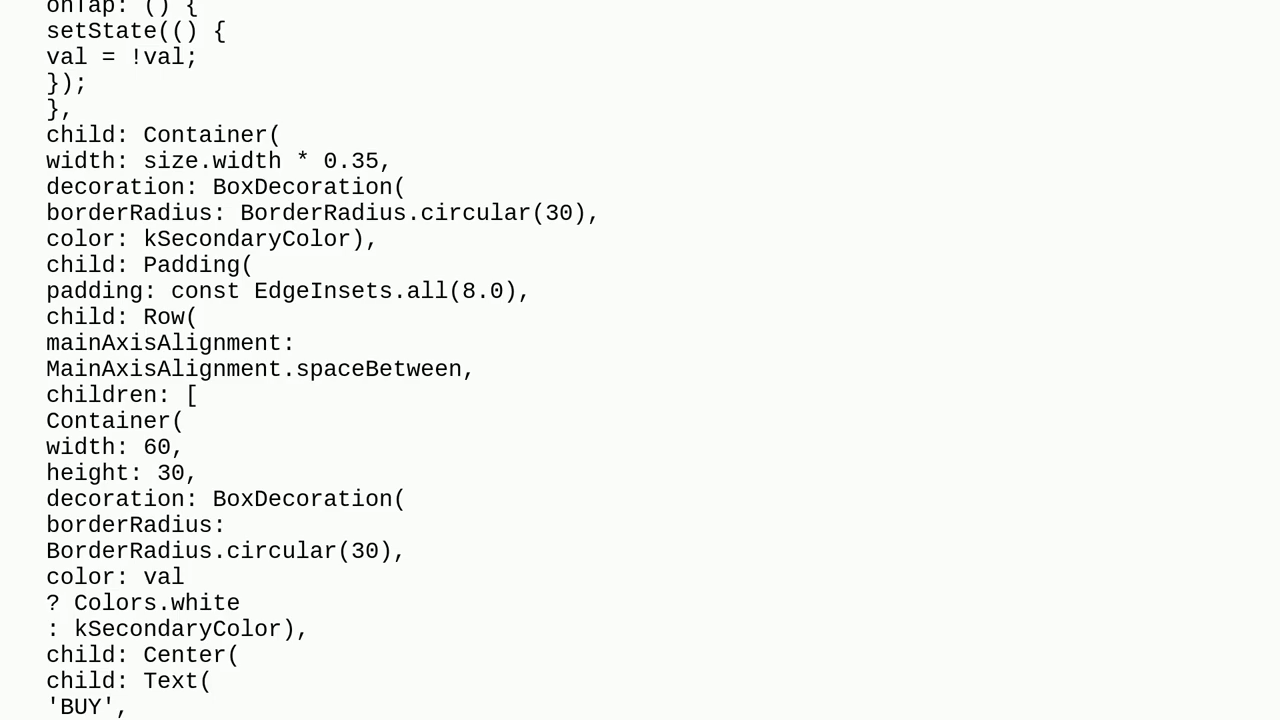 onTap: () {
setState(() {
val = !val;
});
},
child: Container(
width: size.width * 0.35,
decoration: BoxDecoration(
borderRadius: BorderRadius.circular(30),
color: kSecondaryColor),
child: Padding(
padding: const EdgeInsets.all(8.0),
child: Row(
mainAxisAlignment:
MainAxisAlignment.spaceBetween,
children: [
Container(
width: 60,
height: 30,
decoration: BoxDecoration(
borderRadius:
BorderRadius.circular(30),
color: val
? Colors.white
: kSecondaryColor),
child: Center(
child: Text(
'BUY',